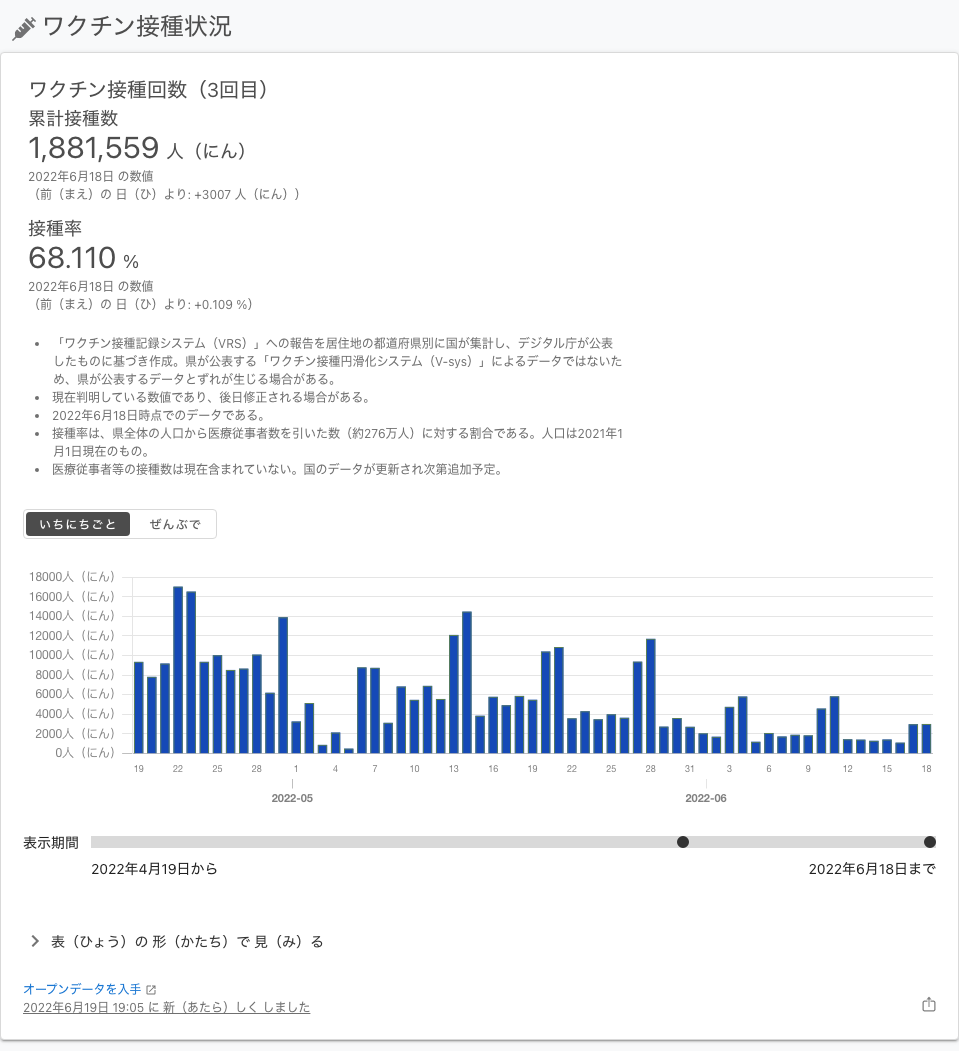 ワクチン接種状況
ワクチン接種回数（3回目）
累計接種数
1,881,559 人（にん）
2022年6月18日 の数値
（前（まえ）の 日（ひ）より: +3007 人（にん））
接種率
68.110 %
2022年6月18日 の数値
（前（まえ）の 日（ひ）より: +0.109 %）
• 「ワクチン接種記録システム（VRS）」への報告を居住地の都道府県別に国が集計し、デジタル庁が公表
したものに基づき作成。県が公表する「ワクチン接種円滑化システム（V-sys）」によるデータではないた
め、県が公表するデータとずれが生じる場合がある。
• 現在判明している数値であり、後日修正される場合がある。
• 2022年6月18日時点でのデータである。
• 接種率は、県全体の人口から医療従事者数を引いた数（約276万人）に対する割合である。人口は2021年1
月1日現在のもの。
• 医療従事者等の接種数は現在含まれていない。国のデータが更新され次第追加予定。
いちにちごと ぜんぶで
18000人（にん）
16000人（にん）
14000人（にん）
12000人（にん）
10000人（にん）
8000人（にん）
6000人（にん）
4000人（にん）
2000人（にん）
0人（にん）
19 22 25 28 1 4 7 10 13 16 19 22 25 28 31 3 6 9 12 15 18
2022-05 2022-06
表示期間
2022年4月19日から 2022年6月18日まで
表（ひょう）の 形（かたち）で 見（み）る
オープンデータを入手
2022年6月19日 19:05 に 新（あたら）しく しました